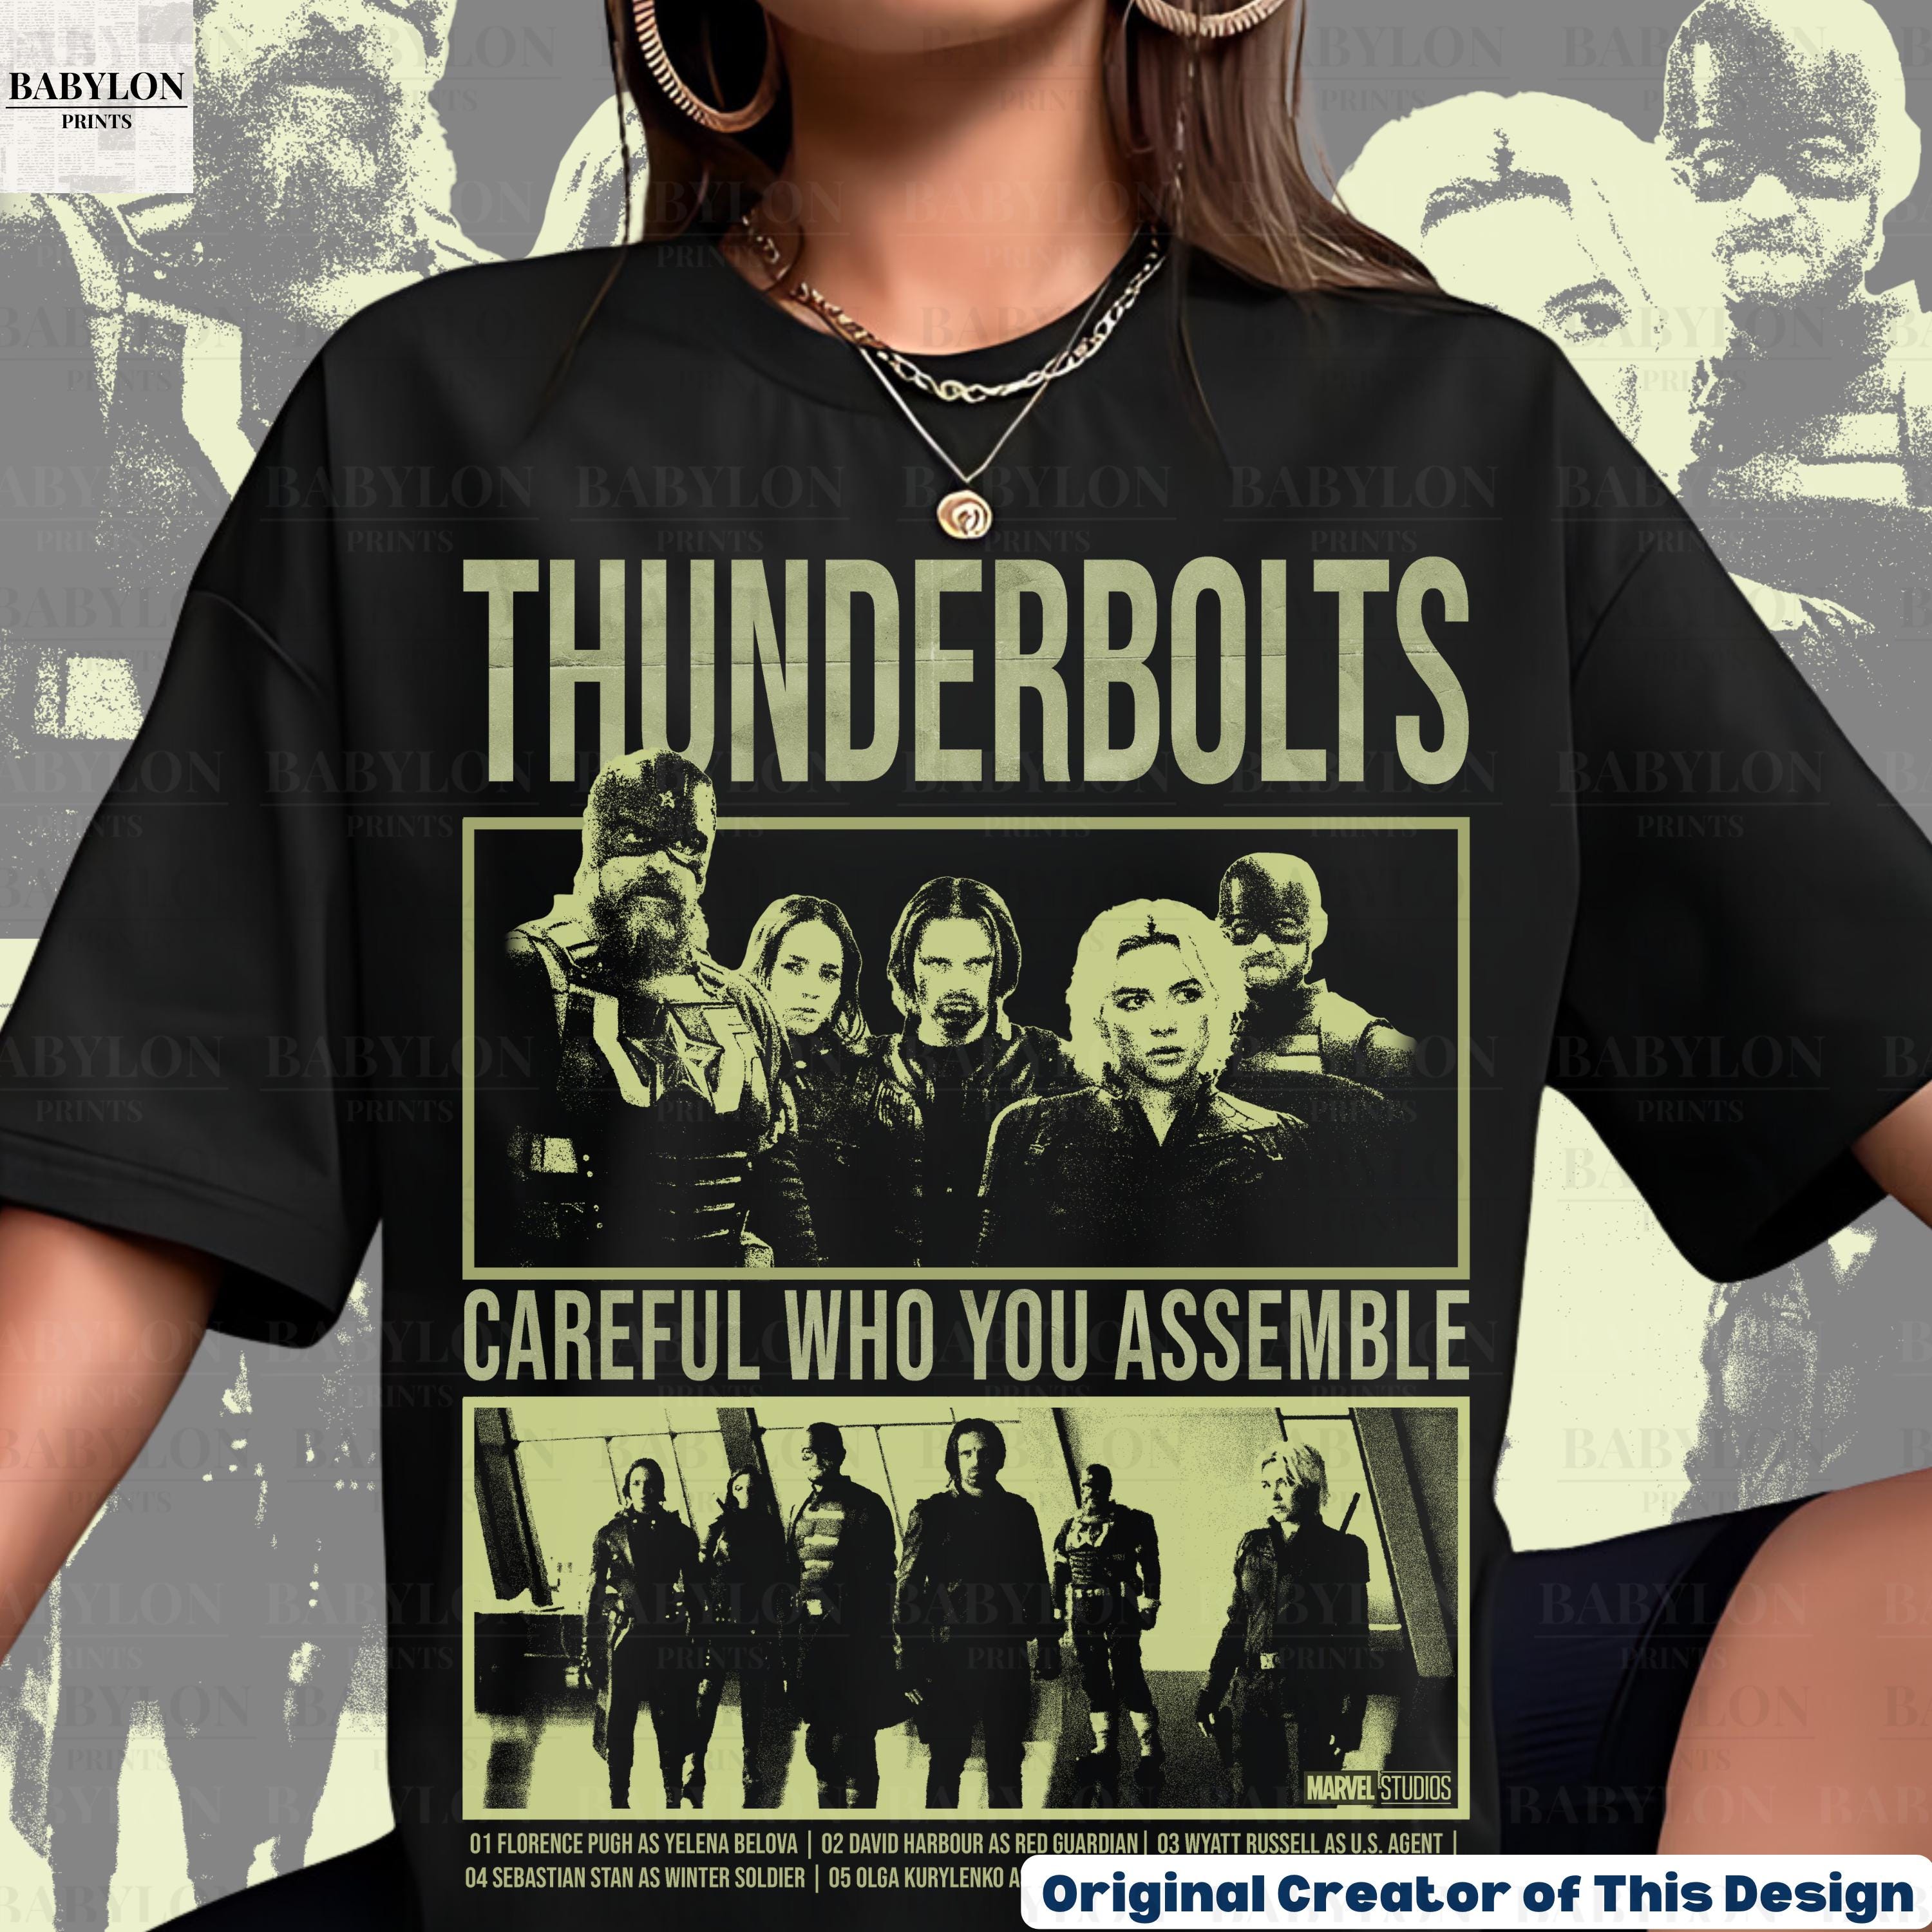 BABYLON
PRINTS
THUNDERBOLTS
CAREFUL WHO YOU ASSEMBLE
MARVEL STUDIOS
01 FLORENCE PUGH AS YELENA BELOVA | 02 DAVID HARBOUR AS RED GUARDIAN | 03 WYATT RUSSELL AS U.S. AGENT |
04 SEBASTIAN STAN AS WINTER SOLDIER | 05 OLGA KURYLENKO A
Original Creator of This Design